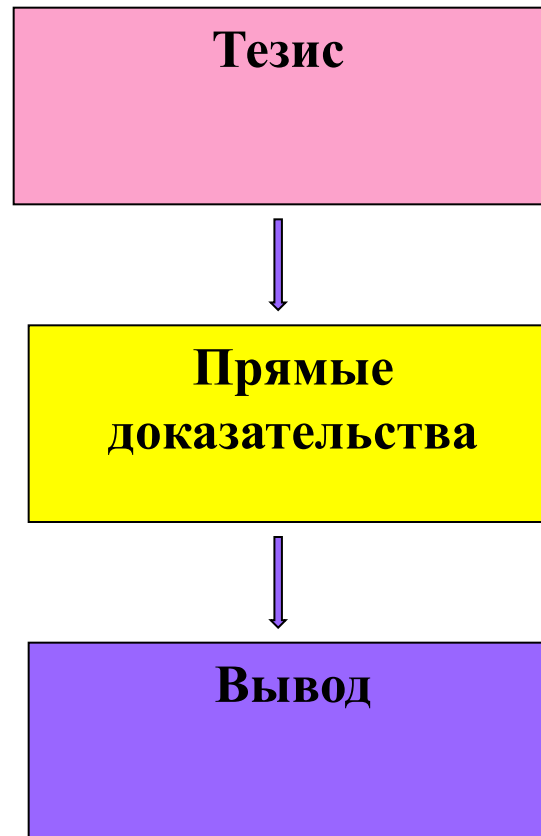 Тезис
Прямые
доказательства
Вывод